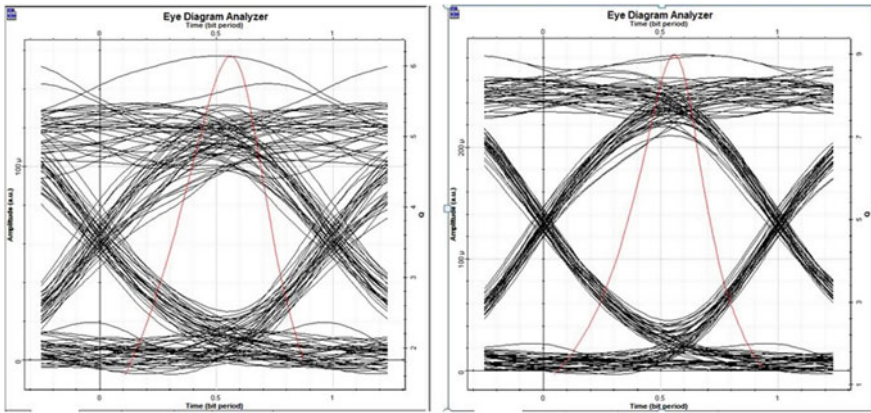 Eye Diagram Analyzer
Time (bit period)
0
0.5
1
Amplitude (a.u.)
0
100 µ
Q
2
3
4
5
6
0
0.5
1
Time (bit period)
Eye Diagram Analyzer
Time (bit period)
0
0.5
1
Amplitude (a.u.)
0
100 µ
200 µ
Q
1
3
5
7
9
0
0.5
1
Time (bit period)